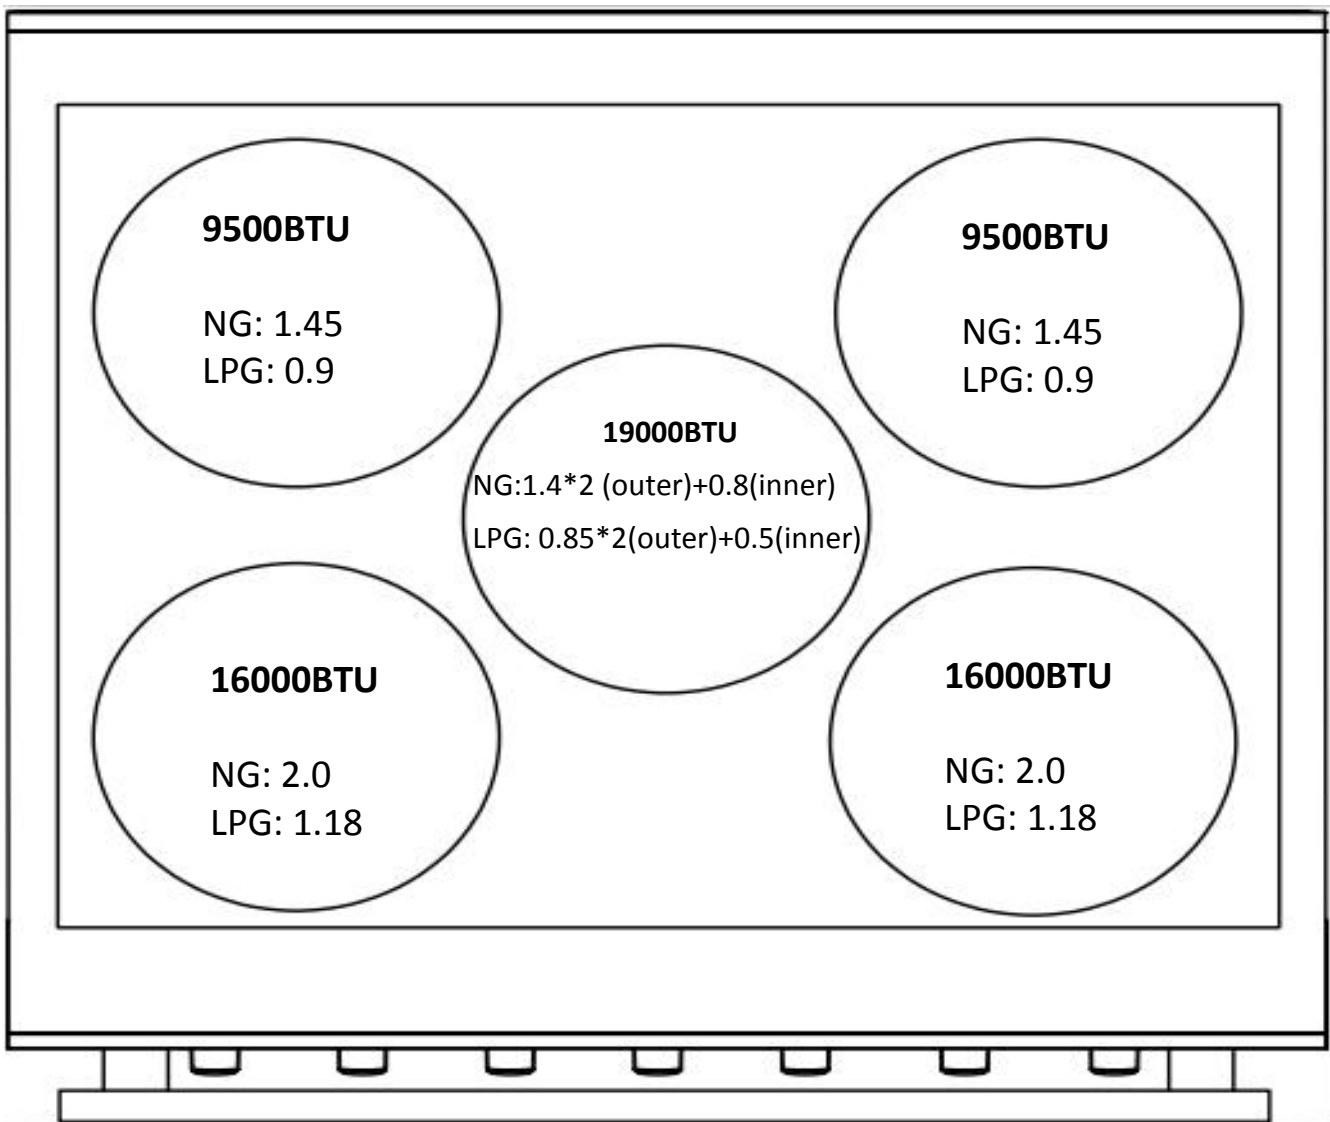 9500BTU
NG: 1.45
LPG: 0.9
9500BTU
NG: 1.45
LPG: 0.9
19000BTU
NG:1.4*2 (outer)+0.8(inner)
LPG: 0.85*2(outer)+0.5(inner)
16000BTU
NG: 2.0
LPG: 1.18
16000BTU
NG: 2.0
LPG: 1.18